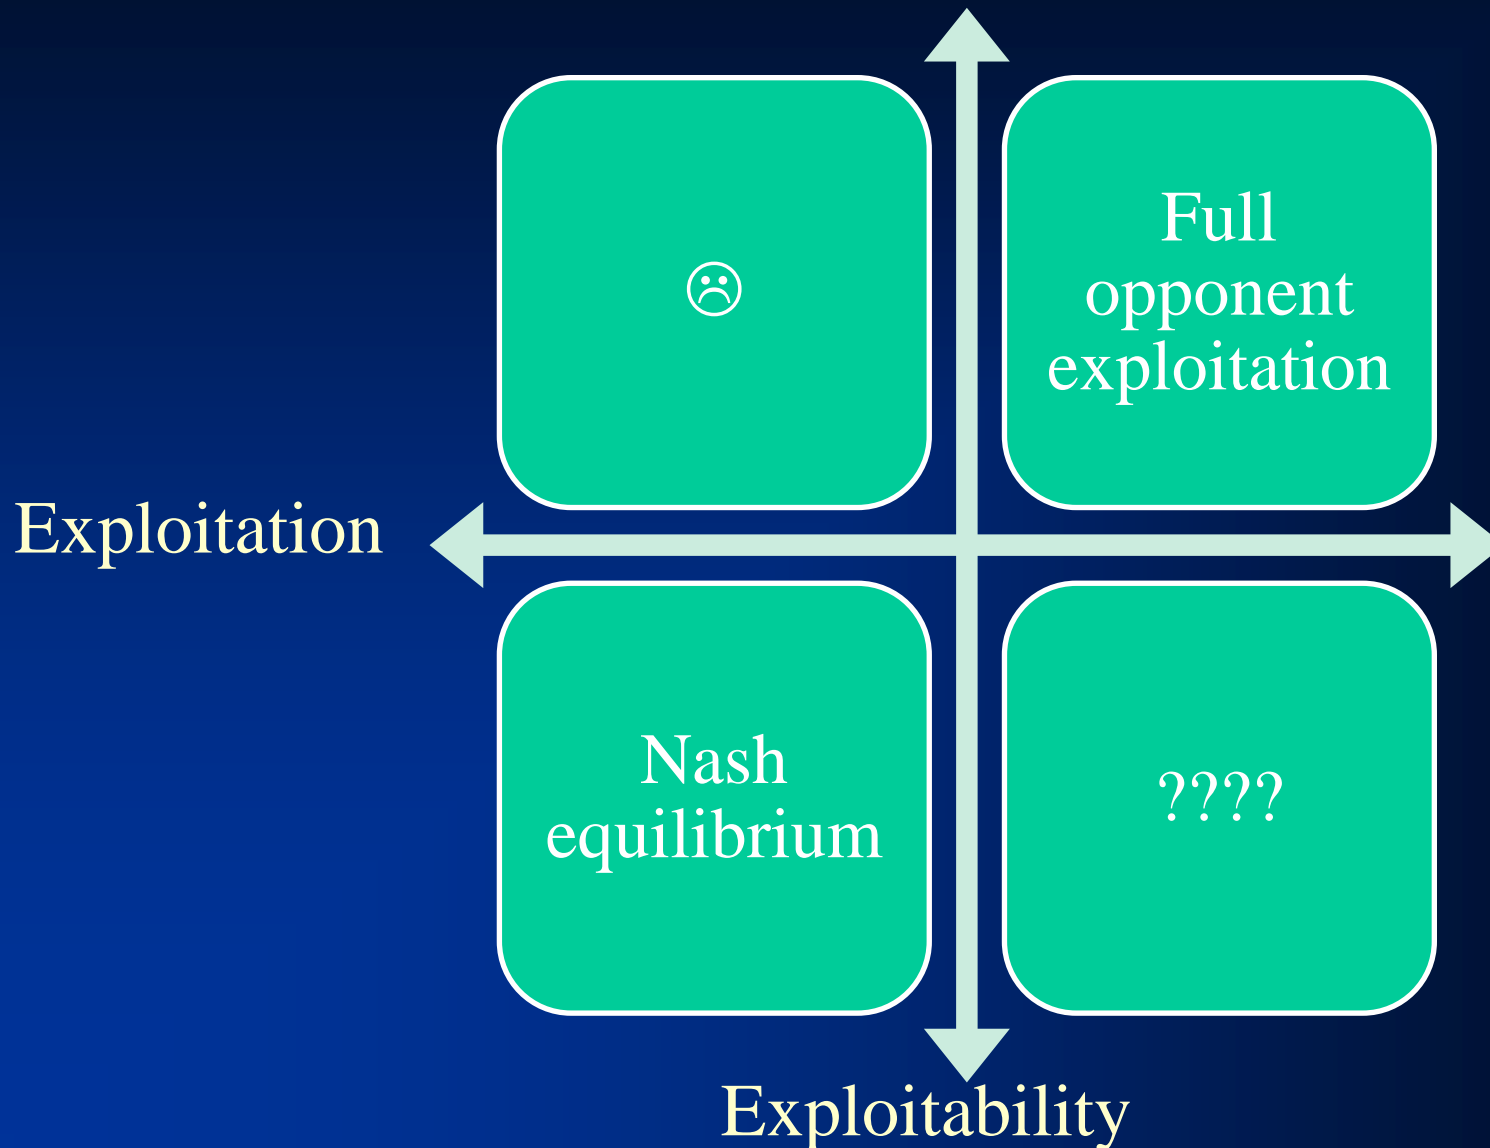 ☹
Full
opponent
exploitation
Exploitation
Nash
equilibrium
????
Exploitability